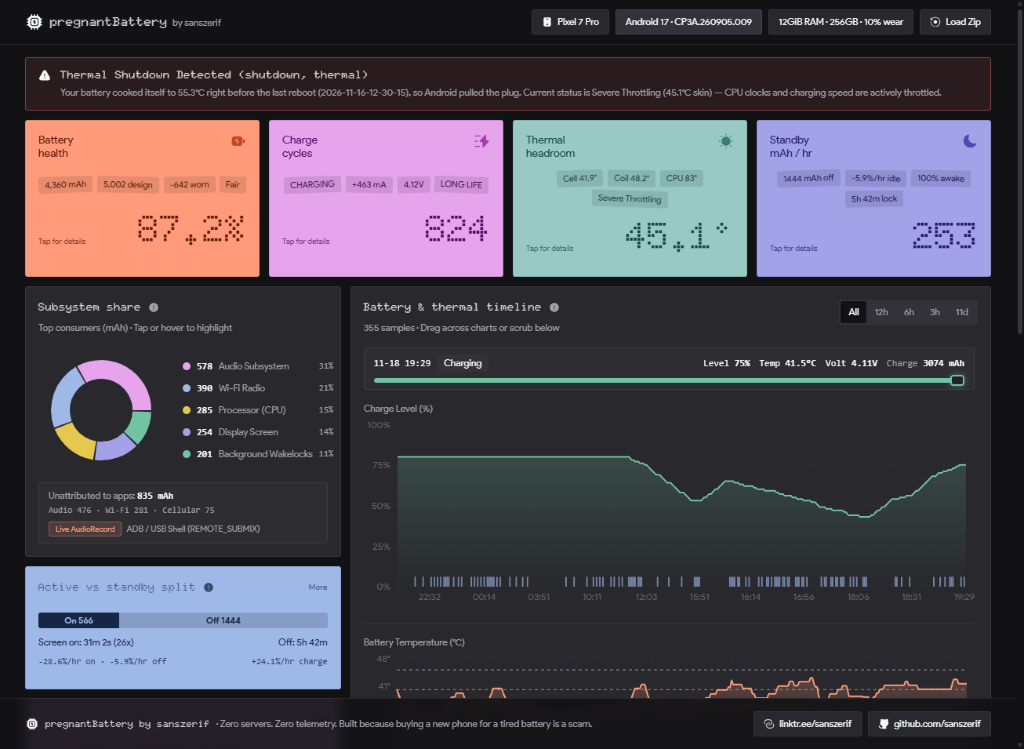 pregnantBattery by sanszerif
Pixel 7 Pro
Android 17 · CP3A.260905.009
12GiB RAM · 256GB · 10% wear
Load Zip
Thermal Shutdown Detected (shutdown, thermal)
Your battery cooked itself to 55.3°C right before the last reboot (2026-11-16-12-30-15), so Android pulled the plug. Current status is Severe Throttling (45.1°C skin) — CPU clocks and charging speed are actively throttled.
Battery
health
4,360 mAh
5,002 design
-642 worn
Fair
Tap for details
87.2%
Charge
cycles
CHARGING
+463 mA
4.12V
LONG LIFE
Tap for details
824
Thermal
headroom
Cell 41.9°
Coil 48.2°
CPU 83°
Severe Throttling
Tap for details
45.1°
Standby
mAh / hr
1444 mAh off
-5.9%/hr idle
100% awake
5h 42m lock
Tap for details
253
Subsystem share
Top consumers (mAh) · Tap or hover to highlight
578 Audio Subsystem 31%
390 Wi-Fi Radio 21%
285 Processor (CPU) 15%
254 Display Screen 14%
201 Background Wakelocks 11%
Unattributed to apps: 835 mAh
Audio 476 · Wi-Fi 281 · Cellular 75
Live AudioRecord ADB / USB Shell (REMOTE_SUBMIX)
Active vs standby split
More
On 566
Off 1444
Screen on: 31m 2s (26x)
Off: 5h 42m
-28.6%/hr on · -5.9%/hr off
+24.1%/hr charge
Battery & thermal timeline
355 samples · Drag across charts or scrub below
All 12h 6h 3h 11d
11-18 19:29 Charging
Level 75% Temp 41.5°C Volt 4.11V Charge 3074 mAh
Charge Level (%)
100%
75%
50%
25%
0%
22:32 00:14 03:51 10:11 12:03 15:51 16:14 16:56 18:06 18:31 19:29
Battery Temperature (°C)
48°
41°
pregnantBattery by sanszerif · Zero servers. Zero telemetry. Built because buying a new phone for a tired battery is a scam.
linktr.ee/sanszerif
github.com/sanszerif